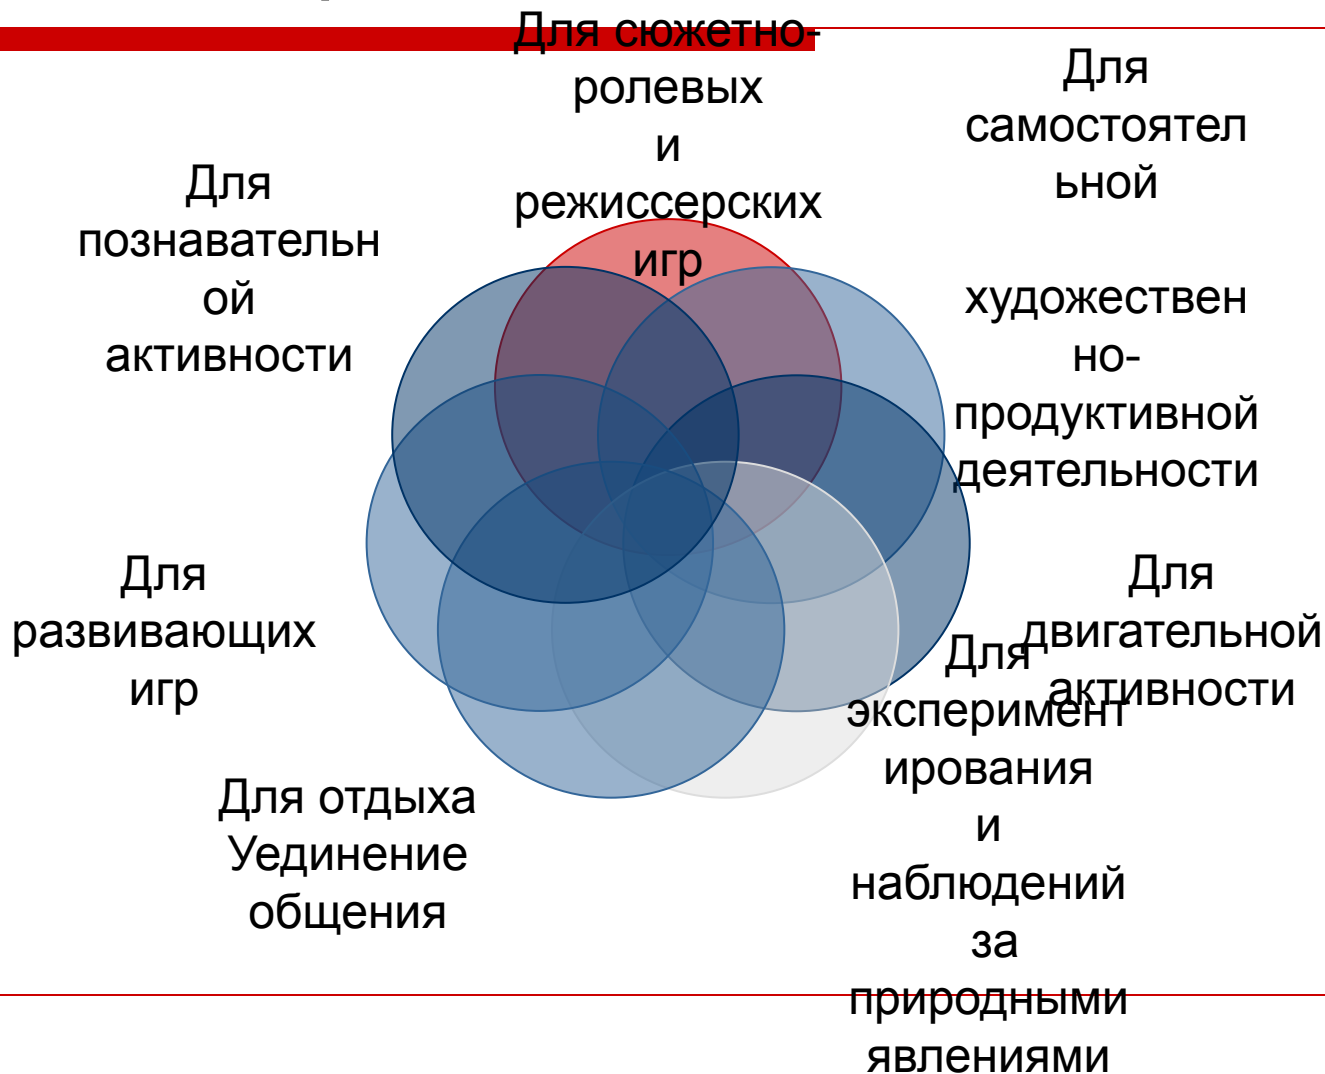 Для сюжетно-
ролевых
и
режиссерских
игр
Для
самостоятел
ьной
художествен
но-
продуктивной
деятельности
Для
двигательной
активности
Для
эксперимент
ирования
и
наблюдений
за
природными
явлениями
Для отдыха
Уединение
общения
Для
развивающих
игр
Для
познавательн
ой
активности